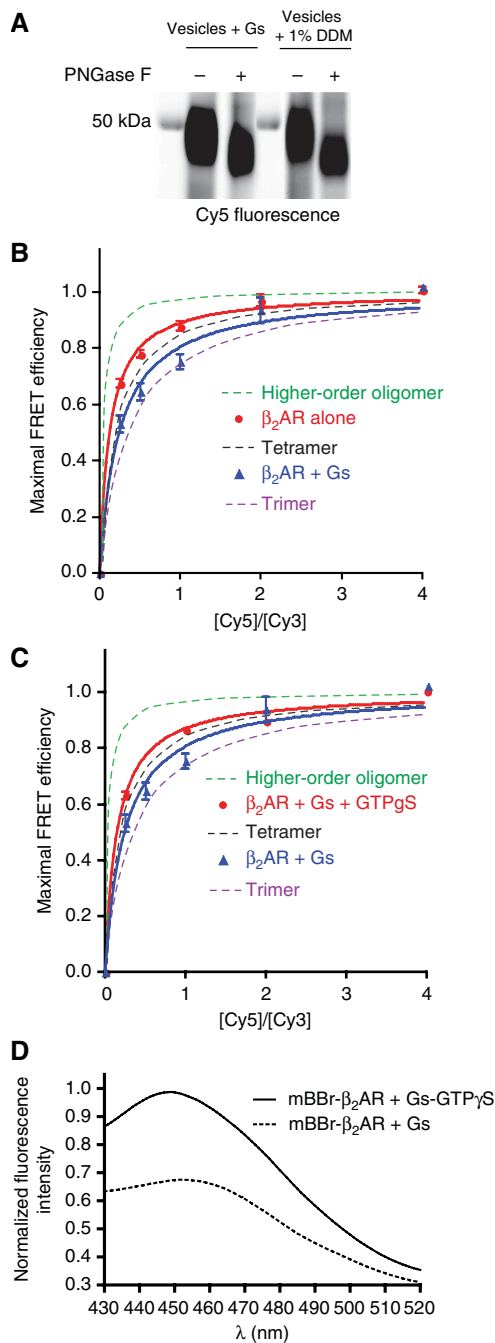 A
Vesicles + Gs
Vesicles
+ 1% DDM
PNGase F
– + – +
50 kDa
Cy5 fluorescence
B
Maximal FRET efficiency
1.0
0.8
0.6
0.4
0.2
0.0
Higher-order oligomer
β₂AR alone
Tetramer
β₂AR + Gs
Trimer
0 1 2 3 4
[Cy5]/[Cy3]
C
Maximal FRET efficiency
1.0
0.8
0.6
0.4
0.2
0.0
Higher-order oligomer
β₂AR + Gs + GTPgS
Tetramer
β₂AR + Gs
Trimer
0 1 2 3 4
[Cy5]/[Cy3]
D
Normalized fluorescence
intensity
1.0
0.9
0.8
0.7
0.6
0.5
0.4
0.3
mBBr-β₂AR + Gs-GTPγS
mBBr-β₂AR + Gs
430 440 450 460 470 480 490 500 510 520
λ (nm)